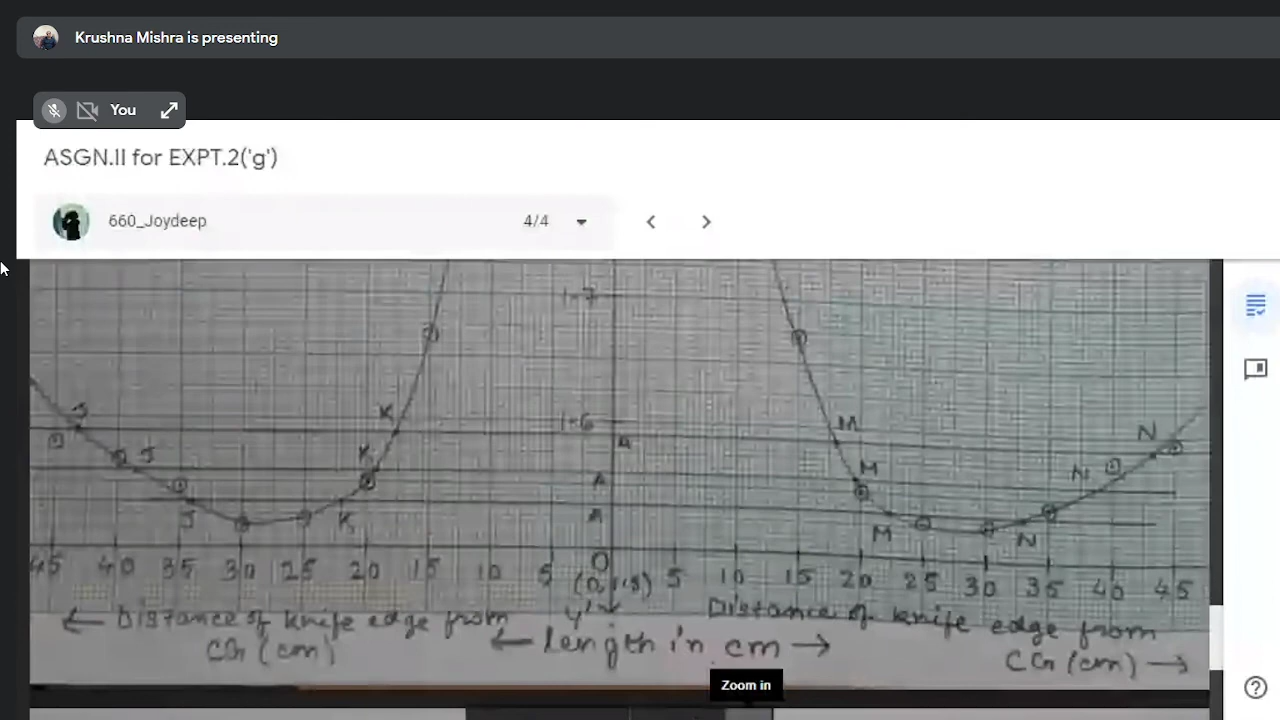 Krushna Mishra is presenting
You
ASGN.II for EXPT.2('g')
660_Joydeep 4/4
1.7
1.6
J K A M N
J K A M N
J K A M N
45 40 35 30 25 20 15 10 5 O 5 10 15 20 25 30 35 40 45
(0,1.5)
Y'
← Distance of knife edge from
CG (cm)
← length in cm →
Distance of knife edge from
CG (cm) →
Zoom in